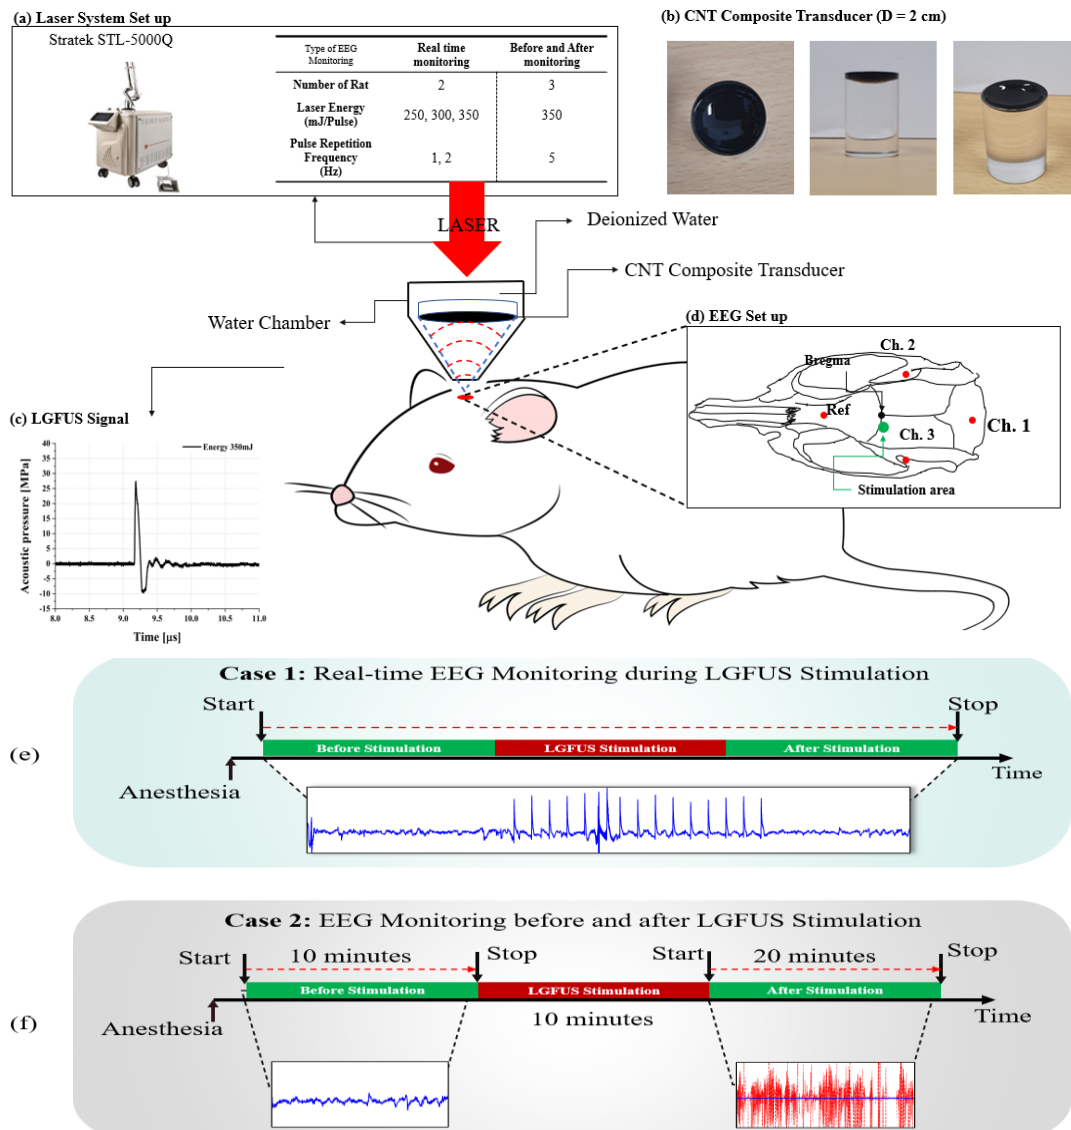 (a) Laser System Set up
Stratek STL-5000Q
Type of EEG Monitoring
Real time monitoring
Before and After monitoring
Number of Rat
2
3
Laser Energy (mJ/Pulse)
250, 300, 350
350
Pulse Repetition Frequency (Hz)
1, 2
5
(b) CNT Composite Transducer (D = 2 cm)
LASER
Deionized Water
CNT Composite Transducer
Water Chamber
(c) LGFUS Signal
Energy 350mJ
Acoustic pressure [MPa]
40
35
30
25
20
15
10
5
0
-5
-10
-15
8.0 8.5 9.0 9.5 10.0 10.5 11.0
Time [μs]
(d) EEG Set up
Ch. 2
Bregma
Ref
Ch. 1
Ch. 3
Stimulation area
(e)
Case 1: Real-time EEG Monitoring during LGFUS Stimulation
Start
Stop
Before Stimulation
LGFUS Stimulation
After Stimulation
Time
Anesthesia
(f)
Case 2: EEG Monitoring before and after LGFUS Stimulation
Start
10 minutes
Stop
Start
20 minutes
Stop
Before Stimulation
LGFUS Stimulation
After Stimulation
10 minutes
Time
Anesthesia